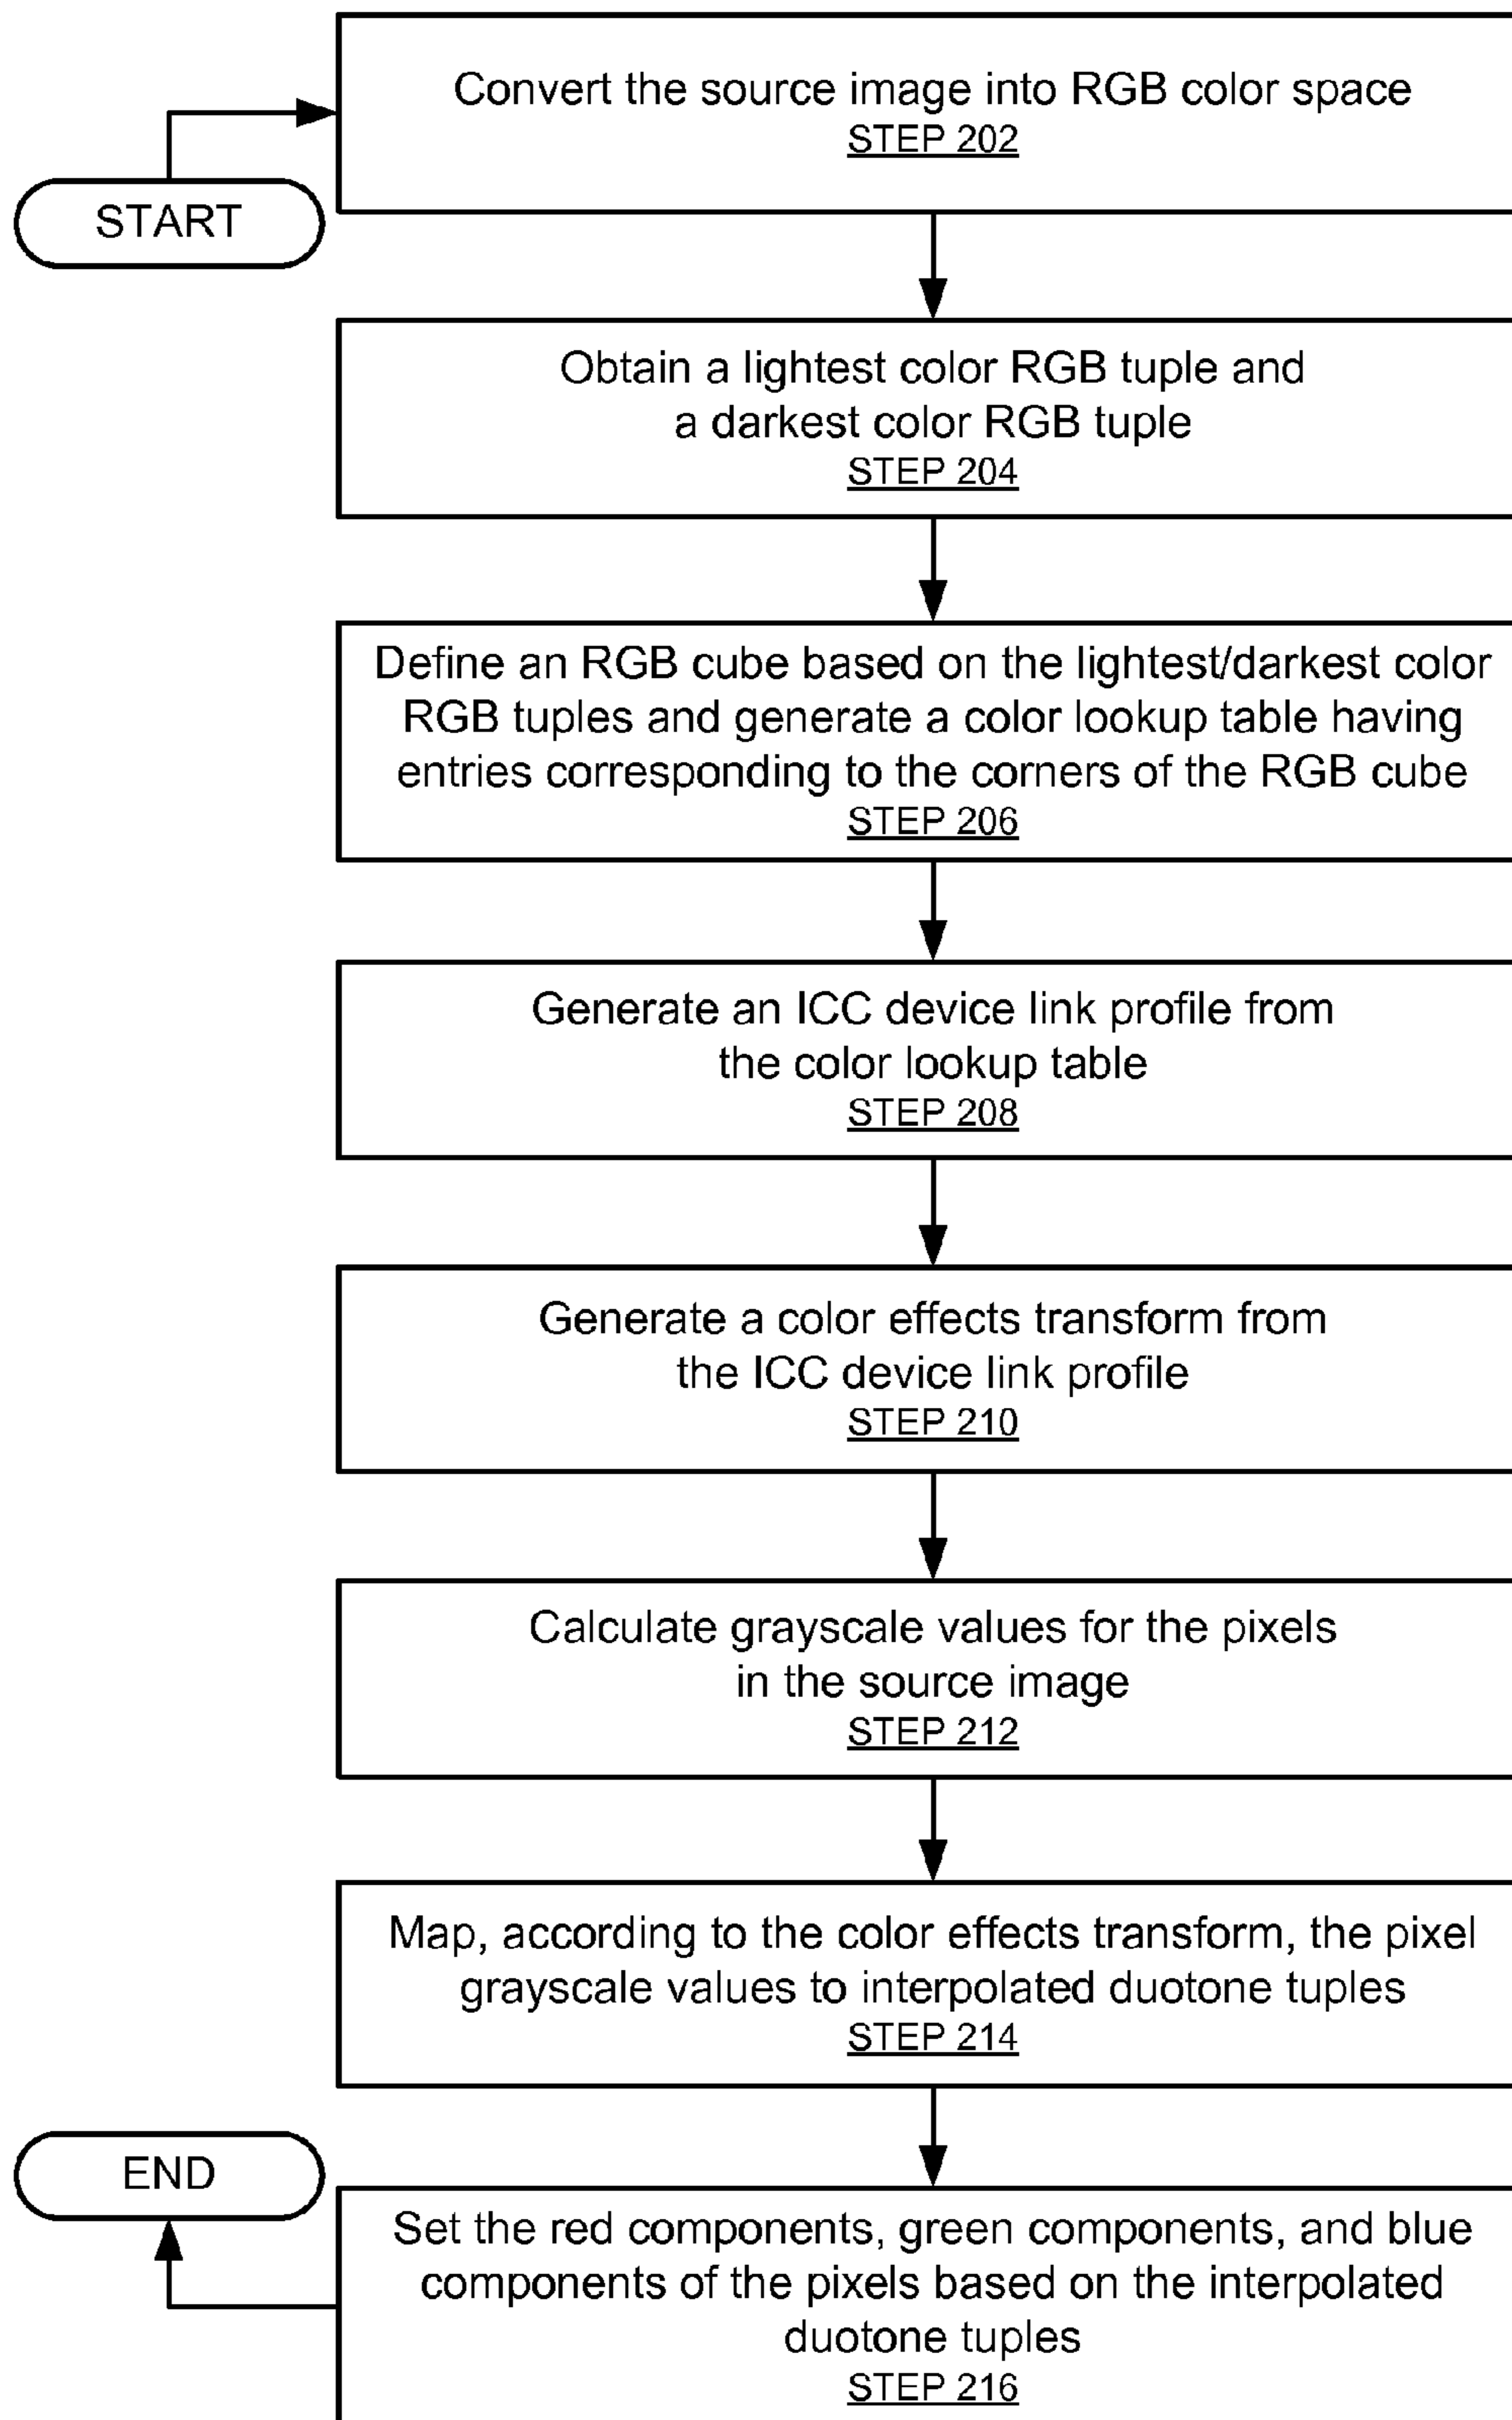 START
Convert the source image into RGB color space
STEP 202
Obtain a lightest color RGB tuple and
a darkest color RGB tuple
STEP 204
Define an RGB cube based on the lightest/darkest color
RGB tuples and generate a color lookup table having
entries corresponding to the corners of the RGB cube
STEP 206
Generate an ICC device link profile from
the color lookup table
STEP 208
Generate a color effects transform from
the ICC device link profile
STEP 210
Calculate grayscale values for the pixels
in the source image
STEP 212
Map, according to the color effects transform, the pixel
grayscale values to interpolated duotone tuples
STEP 214
Set the red components, green components, and blue
components of the pixels based on the interpolated
duotone tuples
STEP 216
END